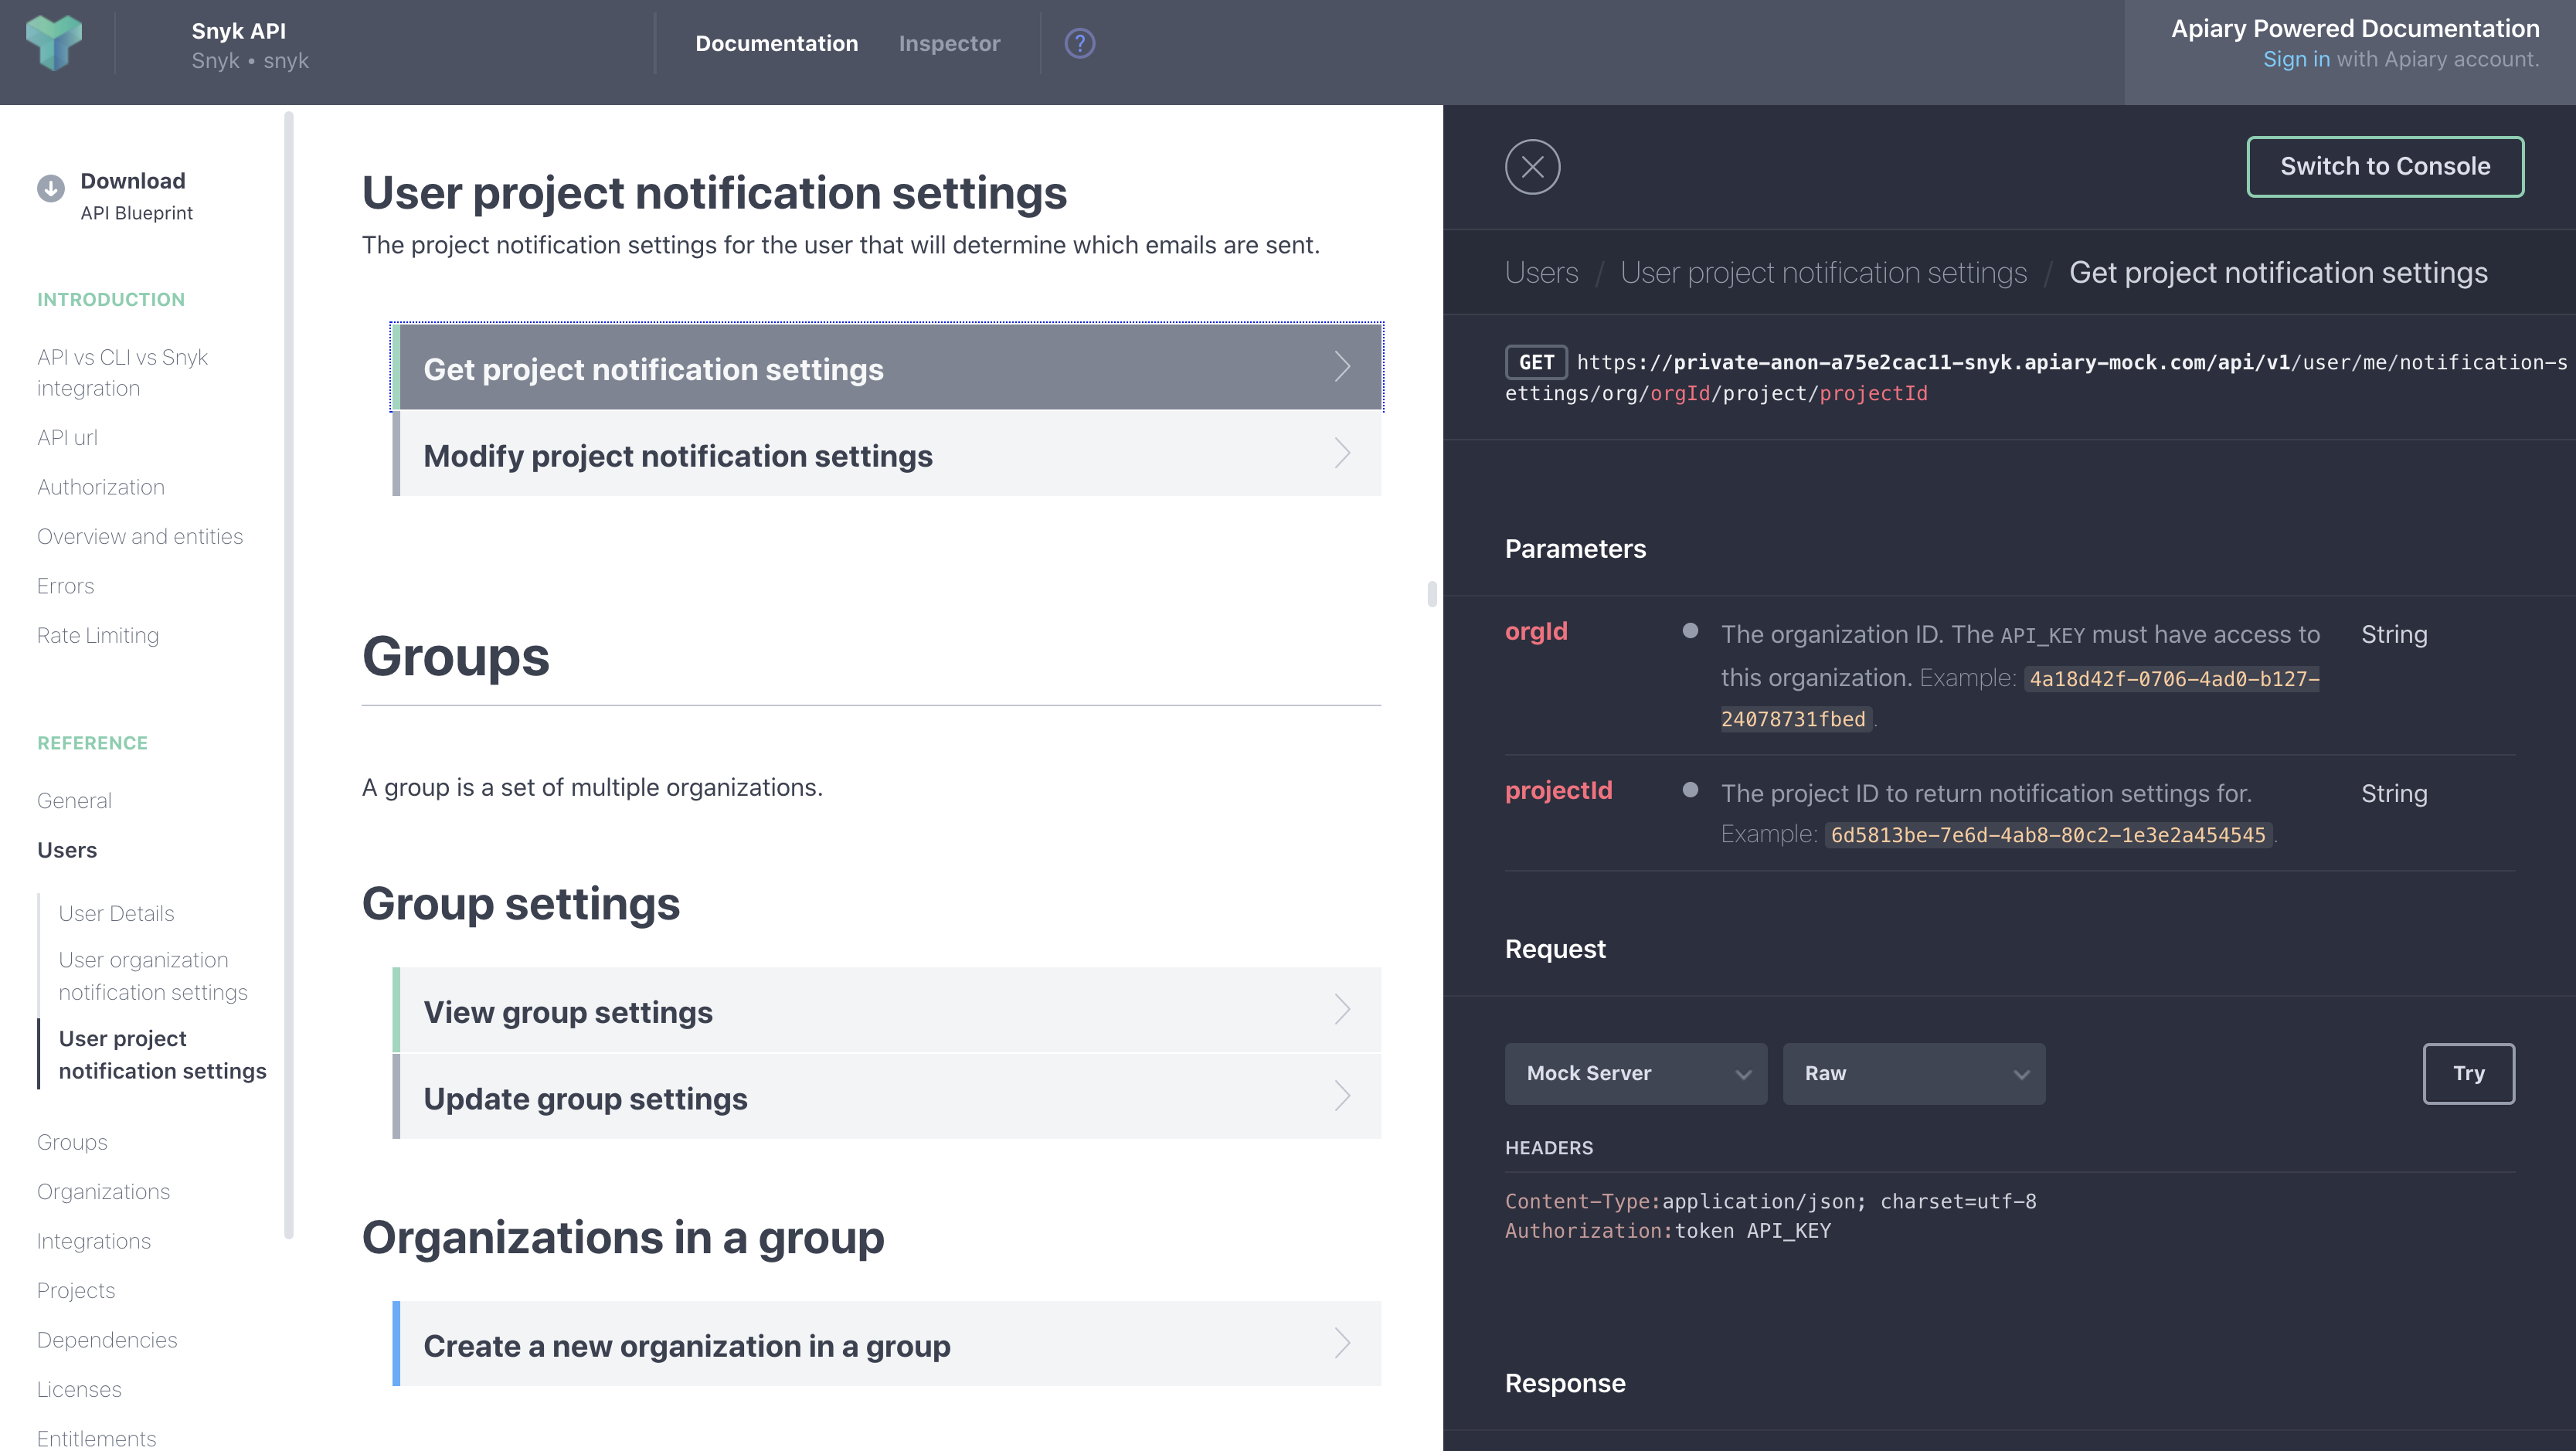 Snyk API
Snyk • snyk
Documentation
Inspector
?
Apiary Powered Documentation
Sign in with Apiary account.
Download
API Blueprint
INTRODUCTION
API vs CLI vs Snyk
integration
API url
Authorization
Overview and entities
Errors
Rate Limiting
REFERENCE
General
Users
User Details
User organization
notification settings
User project
notification settings
Groups
Organizations
Integrations
Projects
Dependencies
Licenses
Entitlements
User project notification settings
The project notification settings for the user that will determine which emails are sent.
Get project notification settings
Modify project notification settings
Groups
A group is a set of multiple organizations.
Group settings
View group settings
Update group settings
Organizations in a group
Create a new organization in a group
Switch to Console
Users / User project notification settings / Get project notification settings
GET https://private-anon-a75e2cac11-snyk.apiary-mock.com/api/v1/user/me/notification-s
ettings/org/orgId/project/projectId
Parameters
orgId
The organization ID. The API_KEY must have access to
this organization. Example: 4a18d42f-0706-4ad0-b127-
24078731fbed.
String
projectId
The project ID to return notification settings for.
Example: 6d5813be-7e6d-4ab8-80c2-1e3e2a454545.
String
Request
Mock Server
Raw
Try
HEADERS
Content-Type:application/json; charset=utf-8
Authorization:token API_KEY
Response